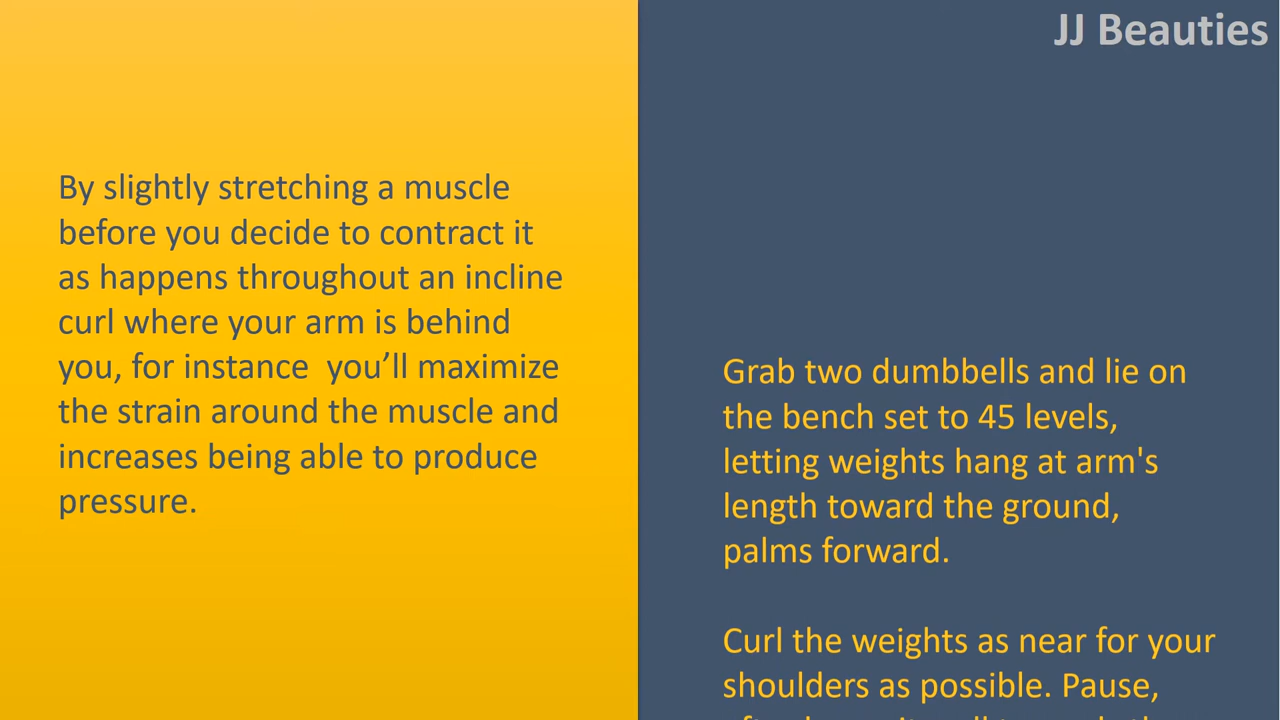 JJ Beauties
By slightly stretching a muscle
before you decide to contract it
as happens throughout an incline
curl where your arm is behind
you, for instance  you’ll maximize
the strain around the muscle and
increases being able to produce
pressure.
Grab two dumbbells and lie on
the bench set to 45 levels,
letting weights hang at arm's
length toward the ground,
palms forward.
Curl the weights as near for your
shoulders as possible. Pause,